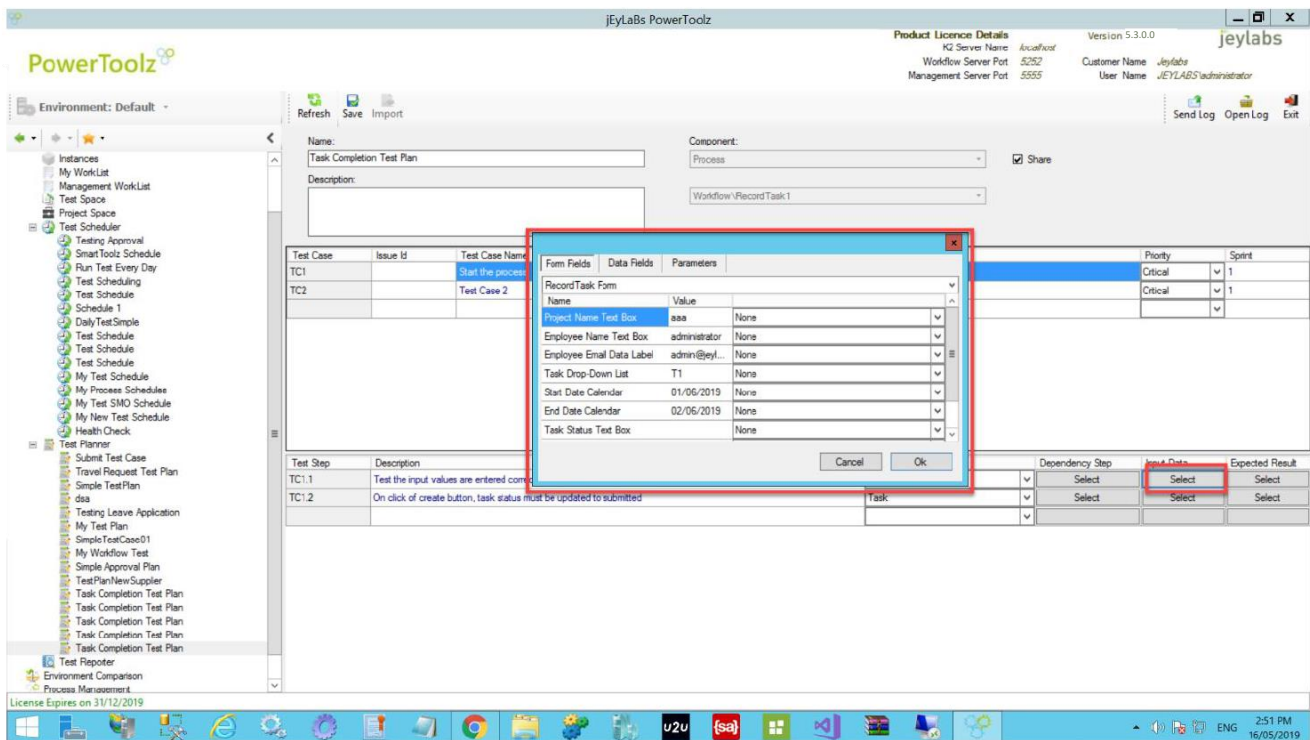 jEyLaBs PowerToolz
PowerToolz
Product Licence Details
K2 Server Name localhost
Workflow Server Port 5252
Management Server Port 5555
Version 5.3.0.0
Customer Name Jeylabs
User Name JEYLABS\administrator
jeylabs
Environment: Default
Refresh Save Import
Send Log Open Log Exit
Instances
My WorkList
Management WorkList
Test Space
Project Space
Test Scheduler
Testing Approval
SmartToolz Schedule
Run Test Every Day
Test Scheduling
Test Schedule
Schedule 1
DailyTestSimple
Test Schedule
Test Schedule
Test Schedule
My Test Schedule
My Process Schedules
My Test SMO Schedule
My New Test Schedule
Health Check
Test Planner
Submit Test Case
Travel Request Test Plan
Simple TestPlan
dsa
Testing Leave Application
My Test Plan
SimpleTestCase01
My Workflow Test
Simple Approval Plan
TestPlanNewSupplier
Task Completion Test Plan
Task Completion Test Plan
Task Completion Test Plan
Task Completion Test Plan
Task Completion Test Plan
Test Repoter
Environment Comparison
Process Management
Name:
Task Completion Test Plan
Description:
Component:
Process
Share
Workflow\RecordTask1
Test Case Issue Id Test Case Name Priority Sprint
TC1 Start the process Crtical 1
TC2 Test Case 2 Crtical 1
Form Fields Data Fields Parameters
RecordTask Form
Name Value
Project Name Text Box aaa None
Employee Name Text Box administrator None
Employee Email Data Label admin@jeyl... None
Task Drop-Down List T1 None
Start Date Calendar 01/06/2019 None
End Date Calendar 02/06/2019 None
Task Status Text Box None
Cancel Ok
Test Step Description Dependency Step Input Data Expected Result
TC1.1 Test the input values are entered Select Select Select
TC1.2 On click of create button, task status must be updated to submitted Task Select Select Select
License Expires on 31/12/2019
u2u {sa} ENG 2:51 PM
16/05/2019